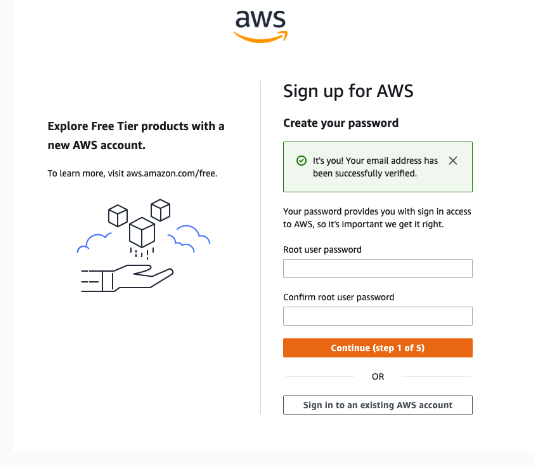 aws
Explore Free Tier products with a
new AWS account.
To learn more, visit aws.amazon.com/free.
Sign up for AWS
Create your password
It's you! Your email address has
been successfully verified.
Your password provides you with sign in access
to AWS, so it's important we get it right.
Root user password
Confirm root user password
Continue (step 1 of 5)
OR
Sign in to an existing AWS account